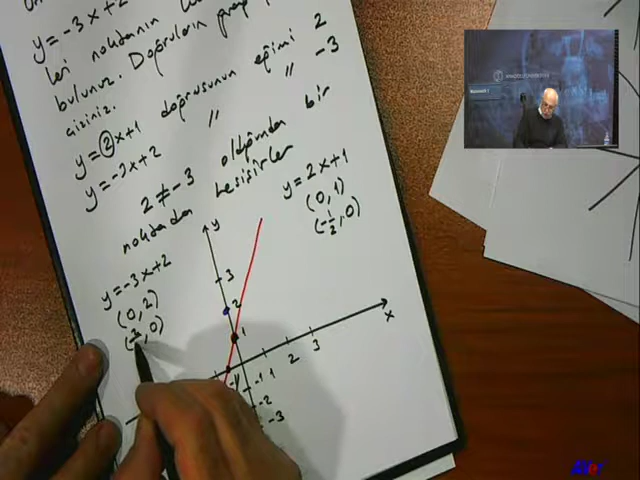 y=-3x+2
leri noktanın
bulunuz. Doğruların
çiziniz.
y=2x+1 doğrusunun eğimi 2
y=-3x+2 " " -3
2≠-3 olduğundan bir
noktadan kesişirler
y=2x+1
(0,1)
(-1/2,0)
y=-3x+2
(0,2)
y
3
2
1
x
1
2
3
-1
-2
-3